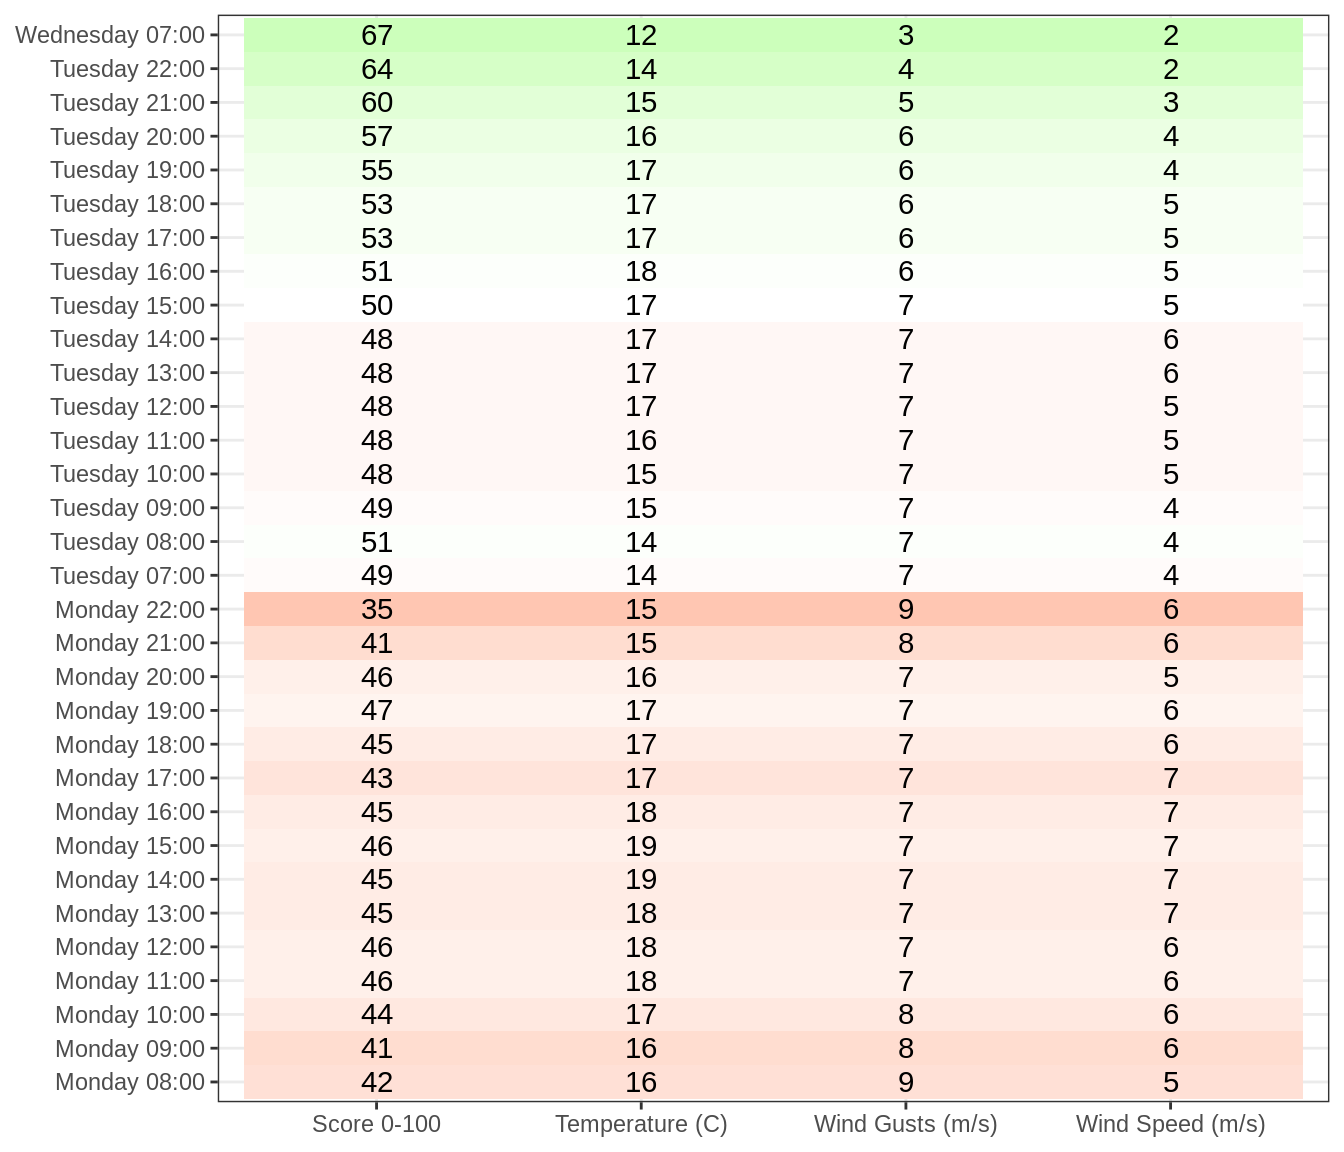 Wednesday 07:00 67 12 3 2
Tuesday 22:00 64 14 4 2
Tuesday 21:00 60 15 5 3
Tuesday 20:00 57 16 6 4
Tuesday 19:00 55 17 6 4
Tuesday 18:00 53 17 6 5
Tuesday 17:00 53 17 6 5
Tuesday 16:00 51 18 6 5
Tuesday 15:00 50 17 7 5
Tuesday 14:00 48 17 7 6
Tuesday 13:00 48 17 7 6
Tuesday 12:00 48 17 7 5
Tuesday 11:00 48 16 7 5
Tuesday 10:00 48 15 7 5
Tuesday 09:00 49 15 7 4
Tuesday 08:00 51 14 7 4
Tuesday 07:00 49 14 7 4
Monday 22:00 35 15 9 6
Monday 21:00 41 15 8 6
Monday 20:00 46 16 7 5
Monday 19:00 47 17 7 6
Monday 18:00 45 17 7 6
Monday 17:00 43 17 7 7
Monday 16:00 45 18 7 7
Monday 15:00 46 19 7 7
Monday 14:00 45 19 7 7
Monday 13:00 45 18 7 7
Monday 12:00 46 18 7 6
Monday 11:00 46 18 7 6
Monday 10:00 44 17 8 6
Monday 09:00 41 16 8 6
Monday 08:00 42 16 9 5
Score 0-100 Temperature (C) Wind Gusts (m/s) Wind Speed (m/s)